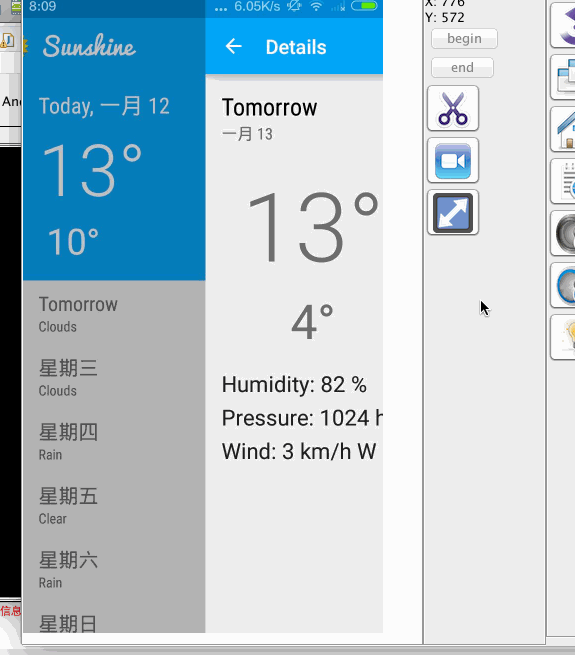 8:09
... 6.05K/s
X: 776
Y: 572
begin
end
Sunshine
Details
Today, 一月 12
13°
10°
Tomorrow
一月 13
13°
4°
Humidity: 82 %
Pressure: 1024 h
Wind: 3 km/h W
Tomorrow
Clouds
星期三
Clouds
星期四
Rain
星期五
Clear
星期六
Rain
星期日
And
信息